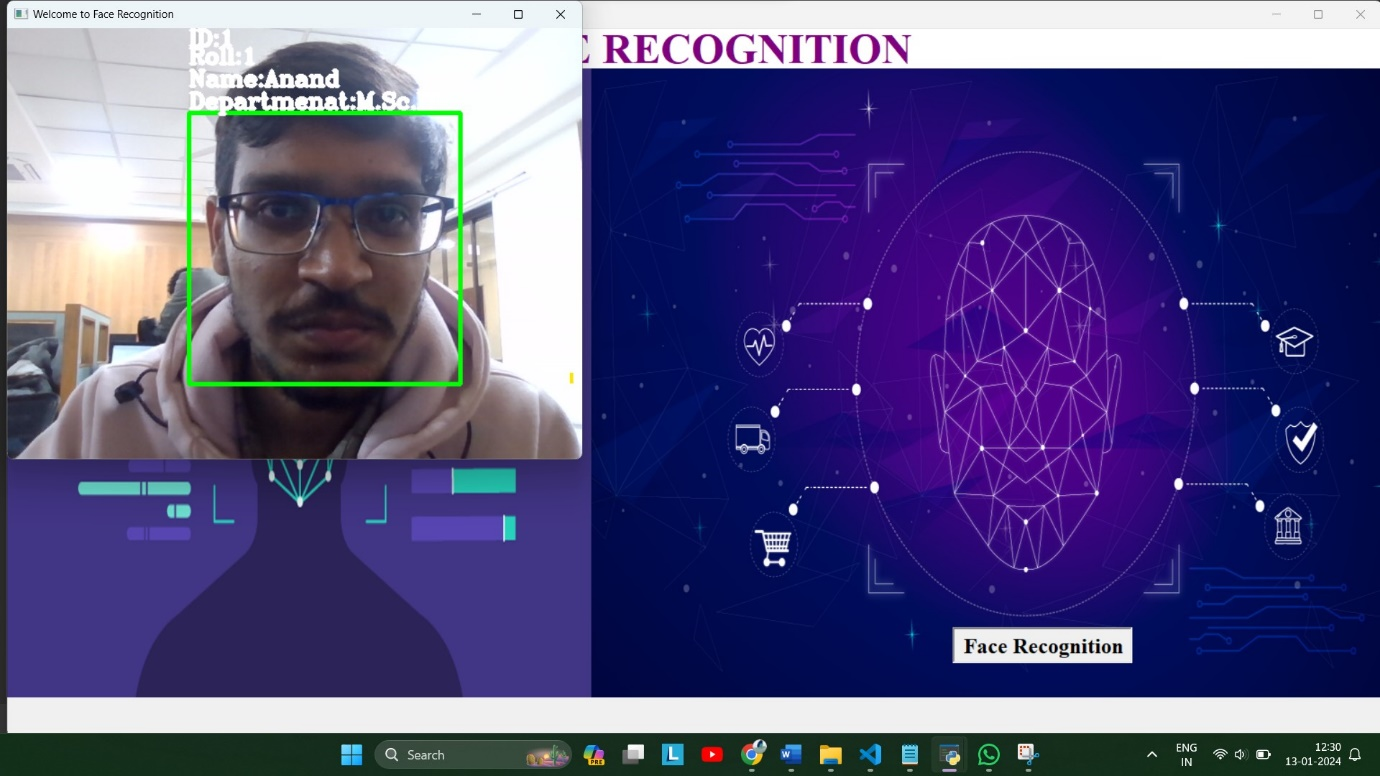 Welcome to Face Recognition
E RECOGNITION
ID:1
Roll:1
Name:Anand
Departmenat:M.Sc.
Face Recognition
Search
PRE
L
W
ENG
IN
12:30
13-01-2024